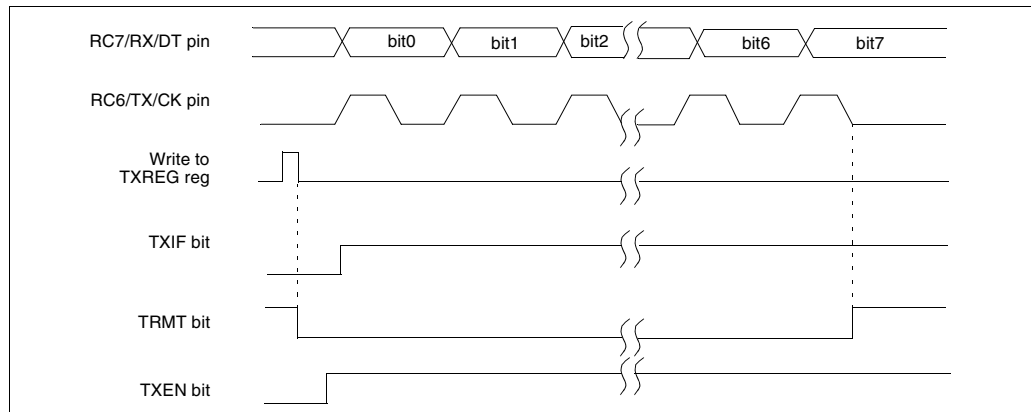 RC7/RX/DT pin
bit0 bit1 bit2 bit6 bit7
RC6/TX/CK pin
Write to
TXREG reg
TXIF bit
TRMT bit
TXEN bit